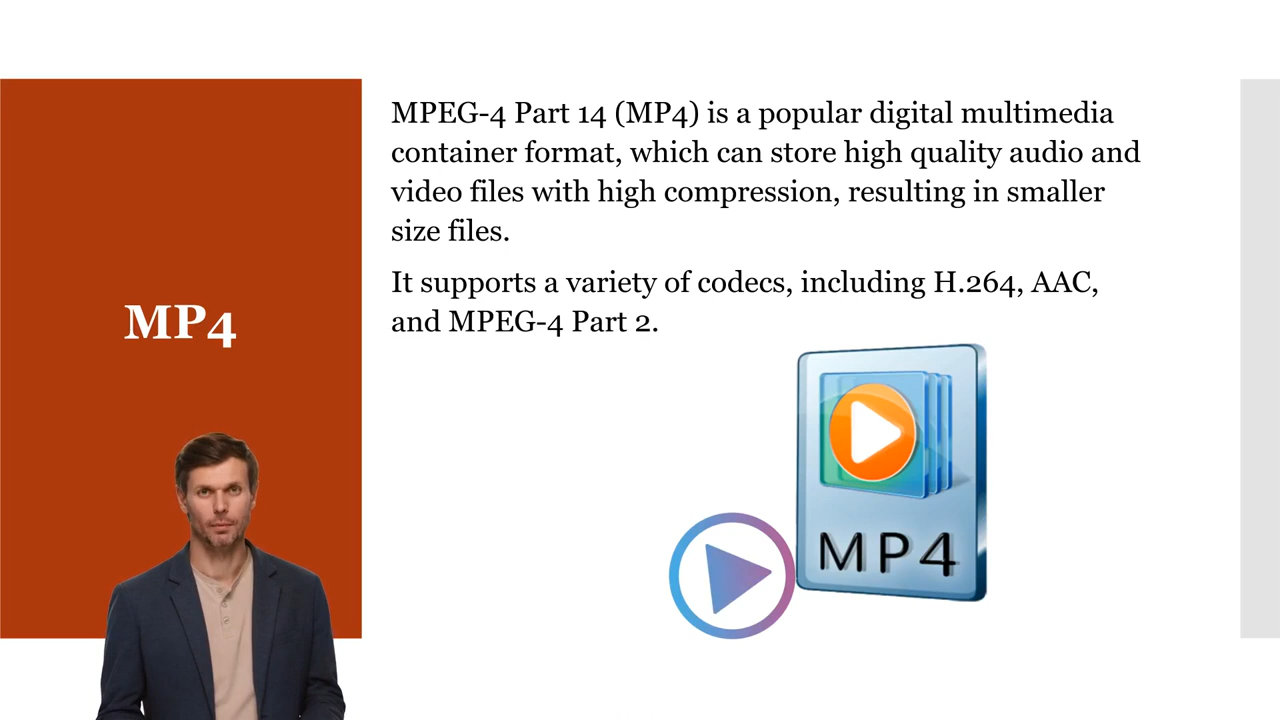 MPEG-4 Part 14 (MP4) is a popular digital multimedia
container format, which can store high quality audio and
video files with high compression, resulting in smaller
size files.
It supports a variety of codecs, including H.264, AAC,
and MPEG-4 Part 2.
MP4
MP4